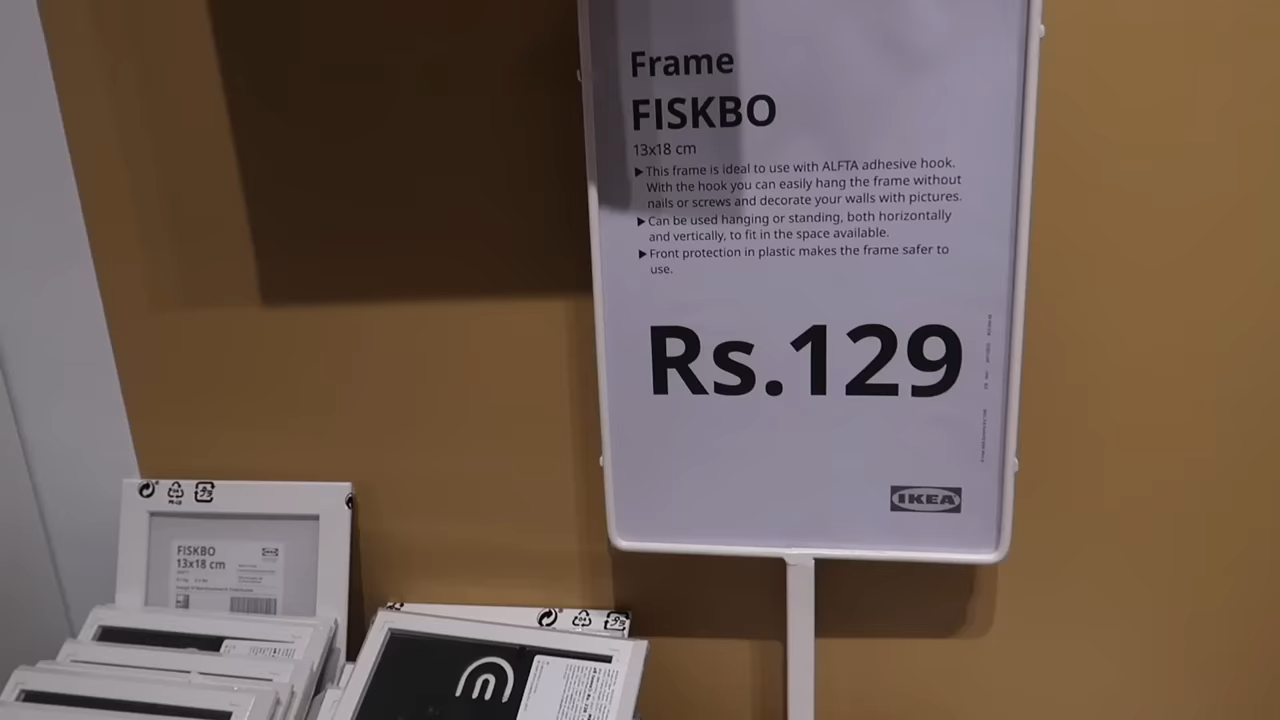 Frame
FISKBO
13x18 cm
▶This frame is ideal to use with ALFTA adhesive hook.
With the hook you can easily hang the frame without
nails or screws and decorate your walls with pictures.
▶Can be used hanging or standing, both horizontally
and vertically, to fit in the space available.
▶Front protection in plastic makes the frame safer to
use.
Rs.129
IKEA
FISKBO
13x18 cm
IKEA